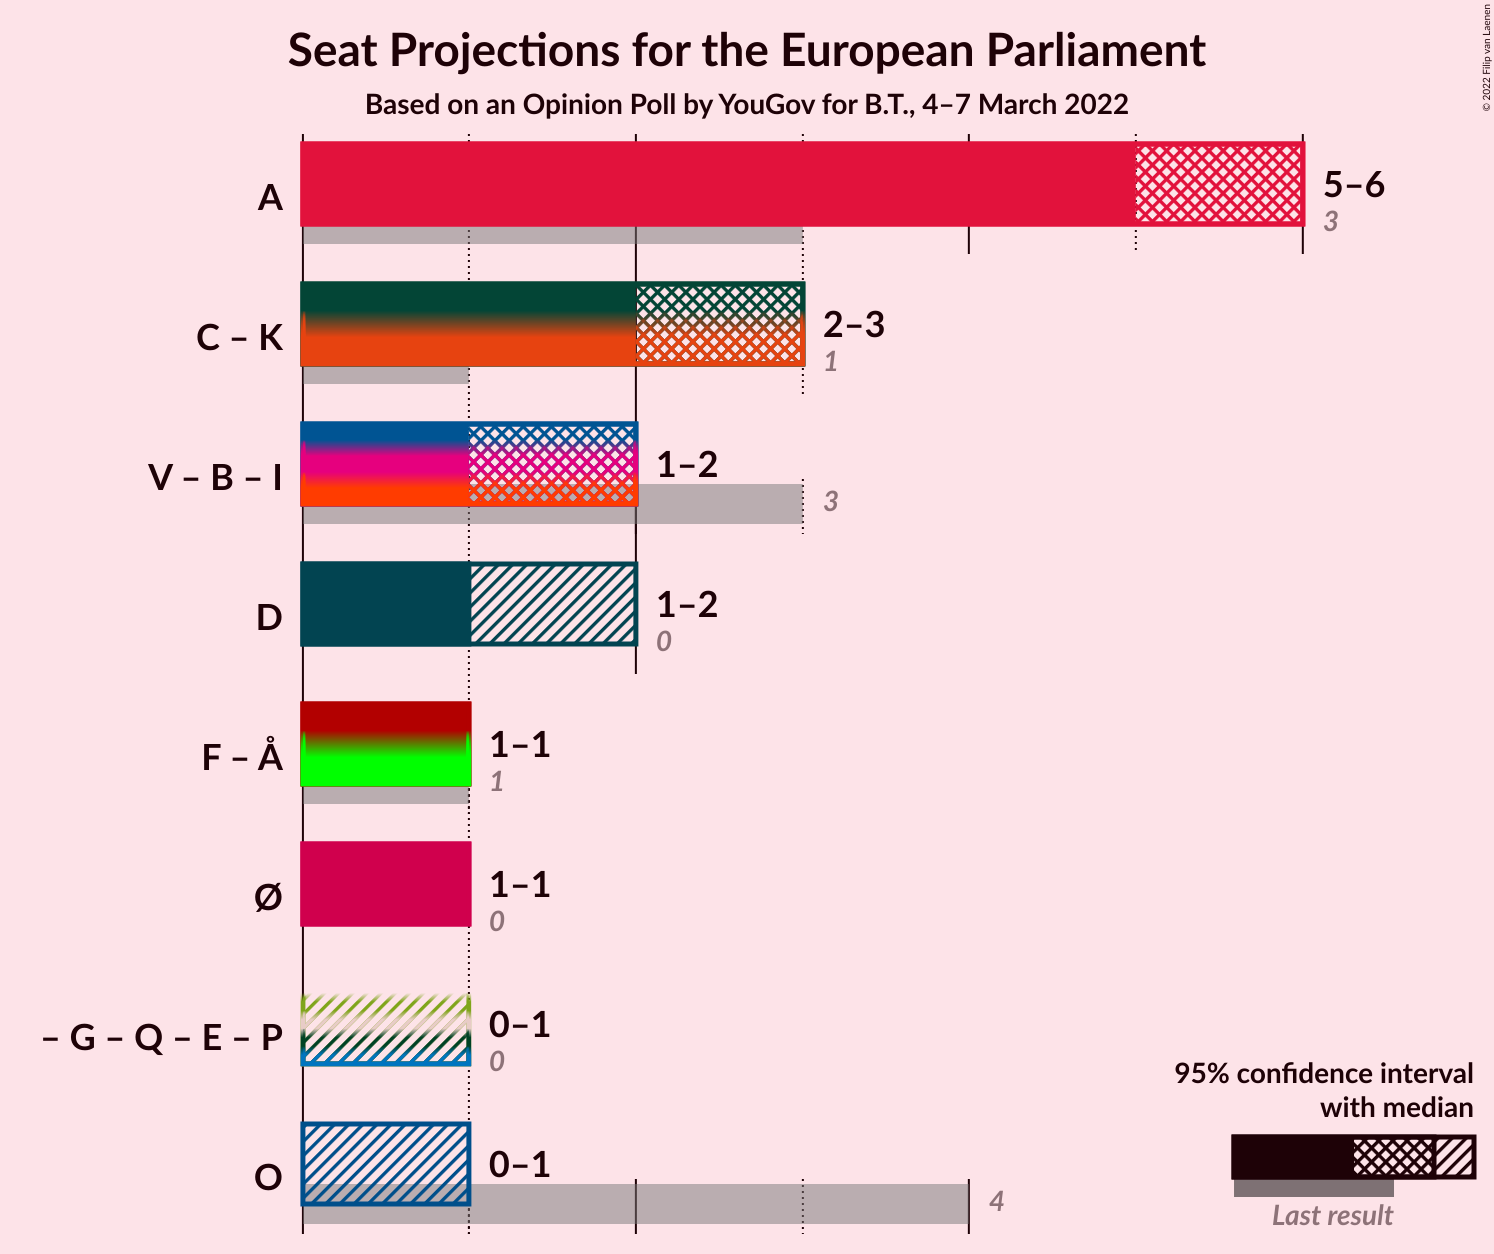 Seat Projections for the European Parliament
Based on an Opinion Poll by YouGov for B.T., 4–7 March 2022
© 2022 Filip van Laenen
A
5–6
3
C – K
2–3
1
V – B – I
1–2
3
D
1–2
0
F – Å
1–1
1
Ø
1–1
0
– G – Q – E – P
0–1
0
O
0–1
4
95% confidence interval
with median
Last result